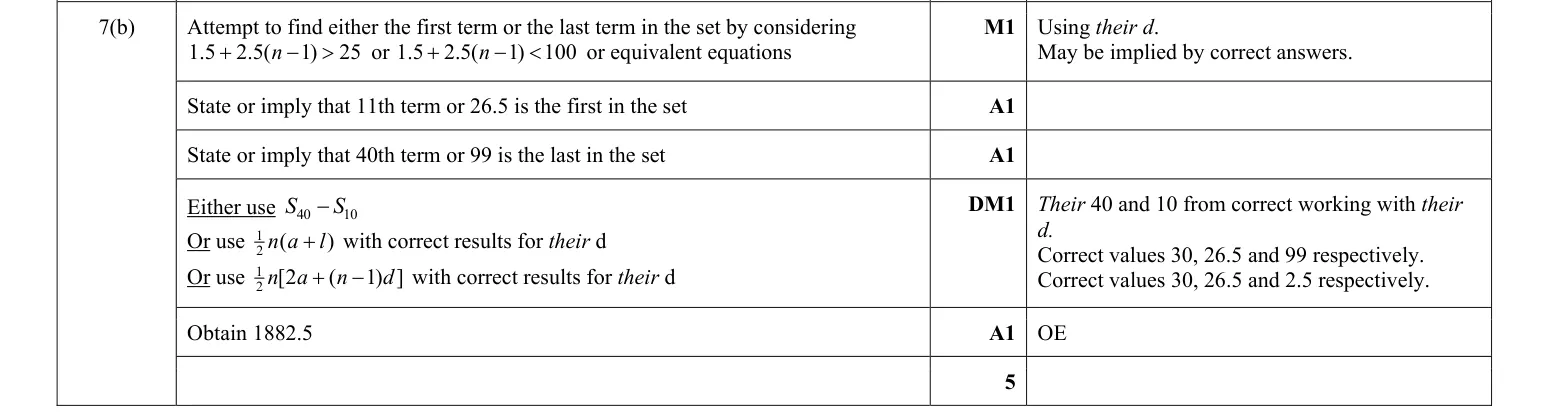 7(b) Attempt to find either the first term or the last term in the set by considering M1 Using their d.
1.5 + 2.5(n − 1) > 25 or 1.5 + 2.5(n − 1) < 100 or equivalent equations May be implied by correct answers.
State or imply that 11th term or 26.5 is the first in the set A1
State or imply that 40th term or 99 is the last in the set A1
Either use S₄₀ − S₁₀ DM1 Their 40 and 10 from correct working with their
d.
Or use ½n(a + l) with correct results for their d Correct values 30, 26.5 and 99 respectively.
Or use ½n[2a + (n − 1)d] with correct results for their d Correct values 30, 26.5 and 2.5 respectively.
Obtain 1882.5 A1 OE
5